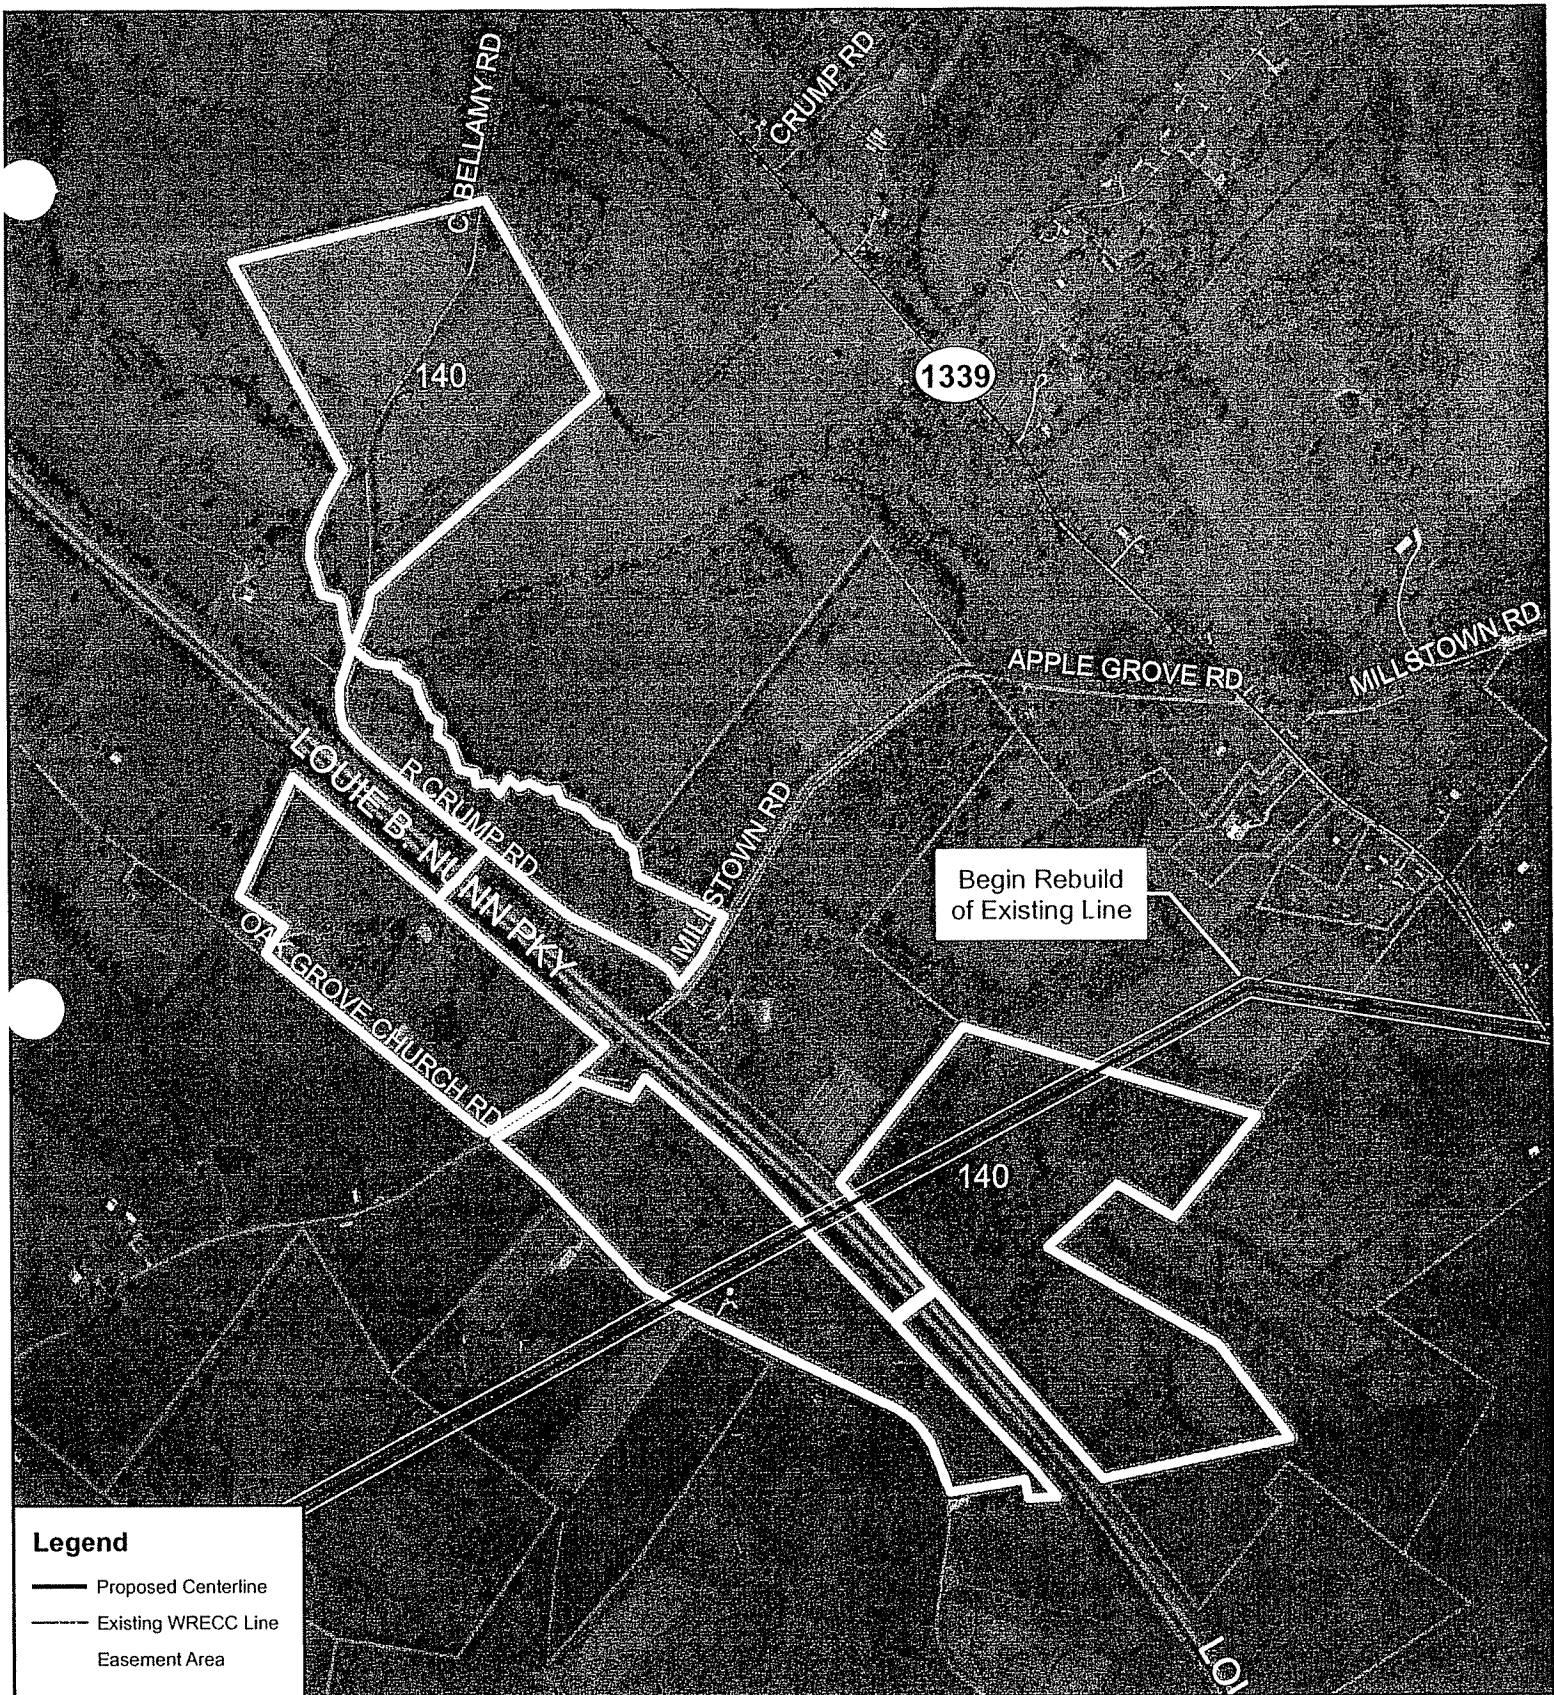 C BELLAMY RD
CRUMP RD
140
1339
APPLE GROVE RD
MILLSTOWN RD
LOUIE B. NUNN PKY
R CRUMP RD
MILLSTOWN RD
Begin Rebuild
of Existing Line
OAK GROVE CHURCH RD
140
Legend
Proposed Centerline
Existing WRECC Line
Easement Area
LOU